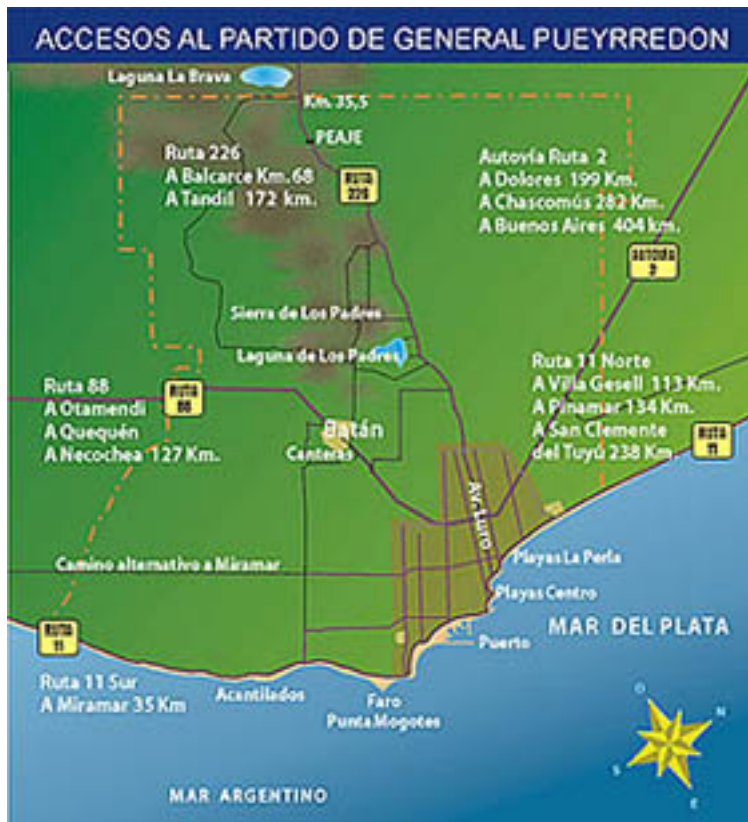 ACCESOS AL PARTIDO DE GENERAL PUEYRREDON
Laguna La Brava
Km. 35,5
PEAJE
Ruta 226
A Balcarce Km. 68
A Tandil 172 km.
RUTA
226
Autovía Ruta 2
A Dolores 199 Km.
A Chascomús 282 Km.
A Buenos Aires 404 km.
AUTOVIA
2
Sierra de Los Padres
Laguna de Los Padres
Ruta 88
A Otamendi
A Quequén
A Necochea 127 Km.
RUTA
88
Ruta 11 Norte
A Villa Gesell 113 Km.
A Pinamar 134 Km.
A San Clemente
del Tuyú 238 Km.
RUTA
11
Batán
Canteras
Av. Luro
Camino alternativo a Miramar
Playas La Perla
Playas Centro
MAR DEL PLATA
Puerto
RUTA
11
Ruta 11 Sur
A Miramar 35 Km
Acantilados
Faro
Punta Mogotes
MAR ARGENTINO
O
N
S
E